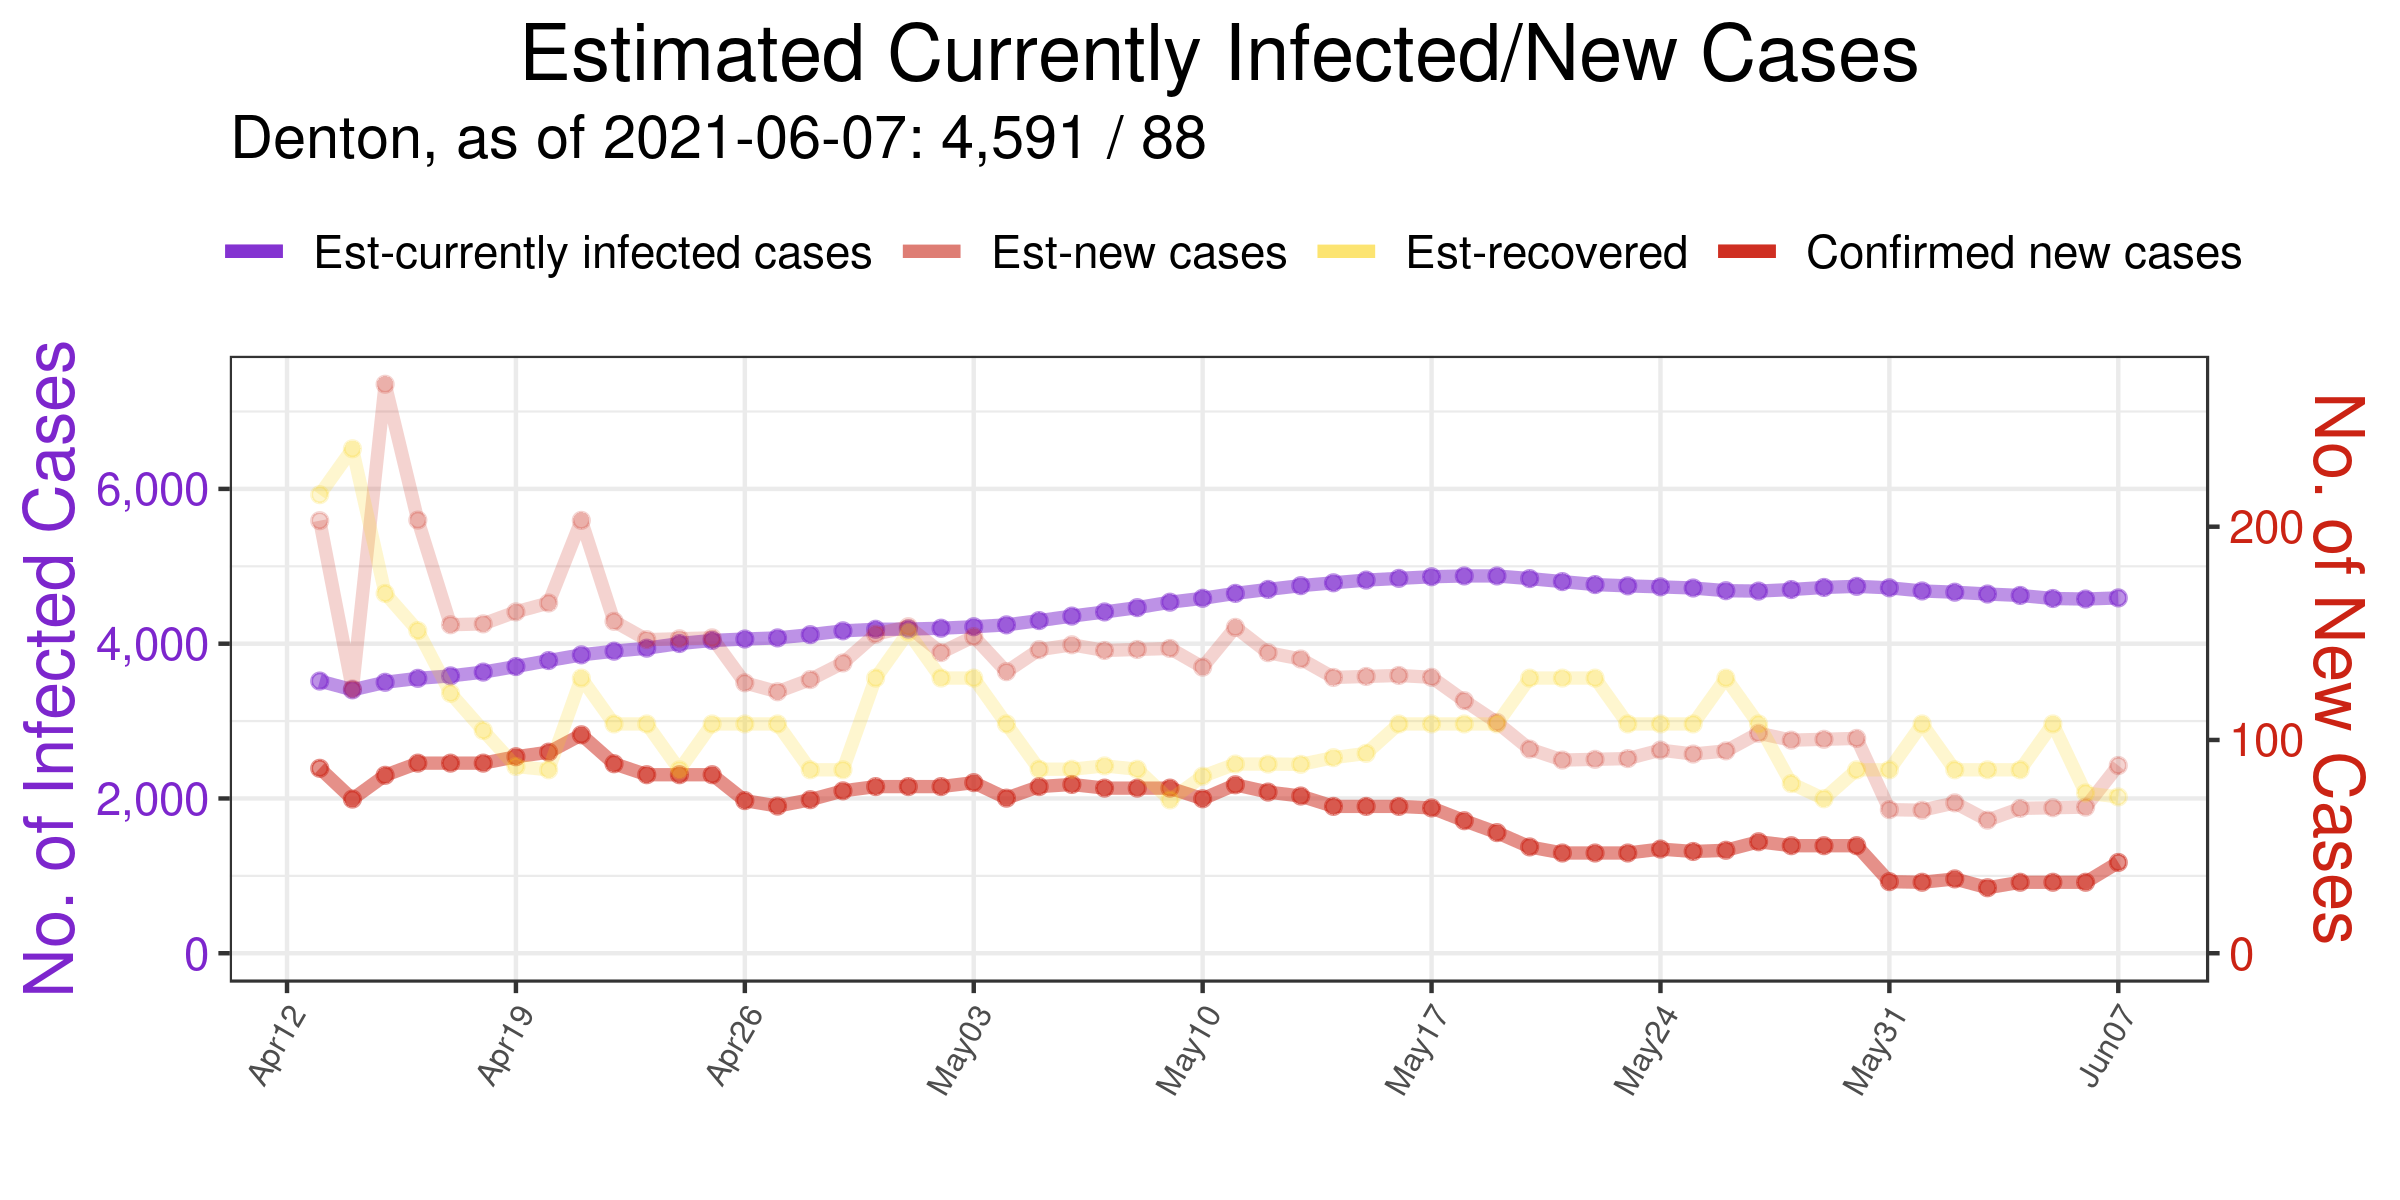 Estimated Currently Infected/New Cases
Denton, as of 2021-06-07: 4,591 / 88
Est-currently infected cases Est-new cases Est-recovered Confirmed new cases
No. of Infected Cases
6,000
4,000
2,000
0
200
100
0
No. of New Cases
Apr12 Apr19 Apr26 May03 May10 May17 May24 May31 Jun07